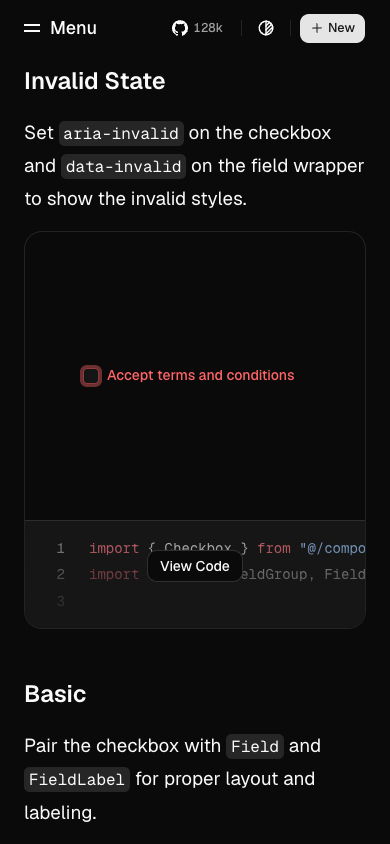 Menu 128k + New
Invalid State
Set aria-invalid on the checkbox
and data-invalid on the field wrapper
to show the invalid styles.
Accept terms and conditions
1 import { Checkbox } from "@/compo
2 import eldGroup, Field
View Code
3
Basic
Pair the checkbox with Field and
FieldLabel for proper layout and
labeling.